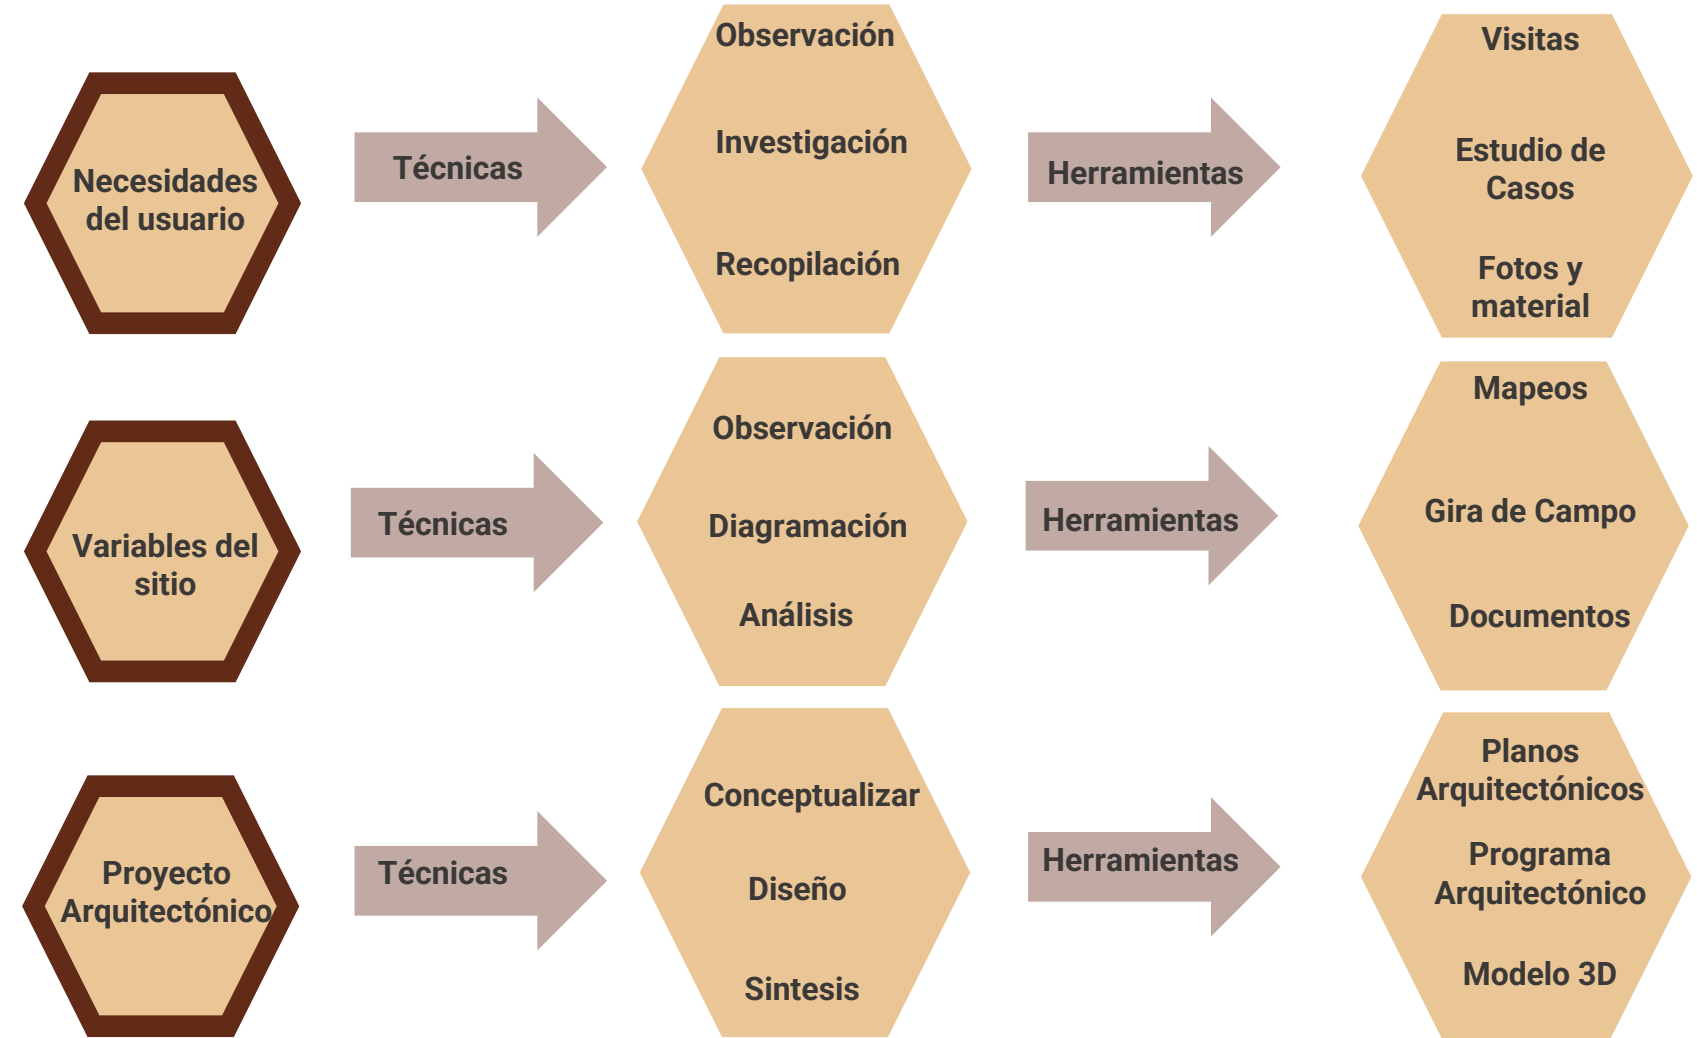 Necesidades
del usuario
Técnicas
Observación
Investigación
Recopilación
Herramientas
Visitas
Estudio de
Casos
Fotos y
material
Variables del
sitio
Técnicas
Observación
Diagramación
Análisis
Herramientas
Mapeos
Gira de Campo
Documentos
Proyecto
Arquitectónico
Técnicas
Conceptualizar
Diseño
Sintesis
Herramientas
Planos
Arquitectónicos
Programa
Arquitectónico
Modelo 3D